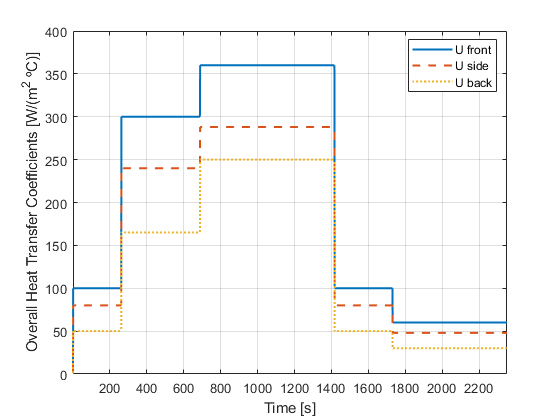 400
350
300
250
200
150
100
50
0
Overall Heat Transfer Coefficients [W/(m² ºC)]
U front
U side
U back
200 400 600 800 1000 1200 1400 1600 1800 2000 2200
Time [s]